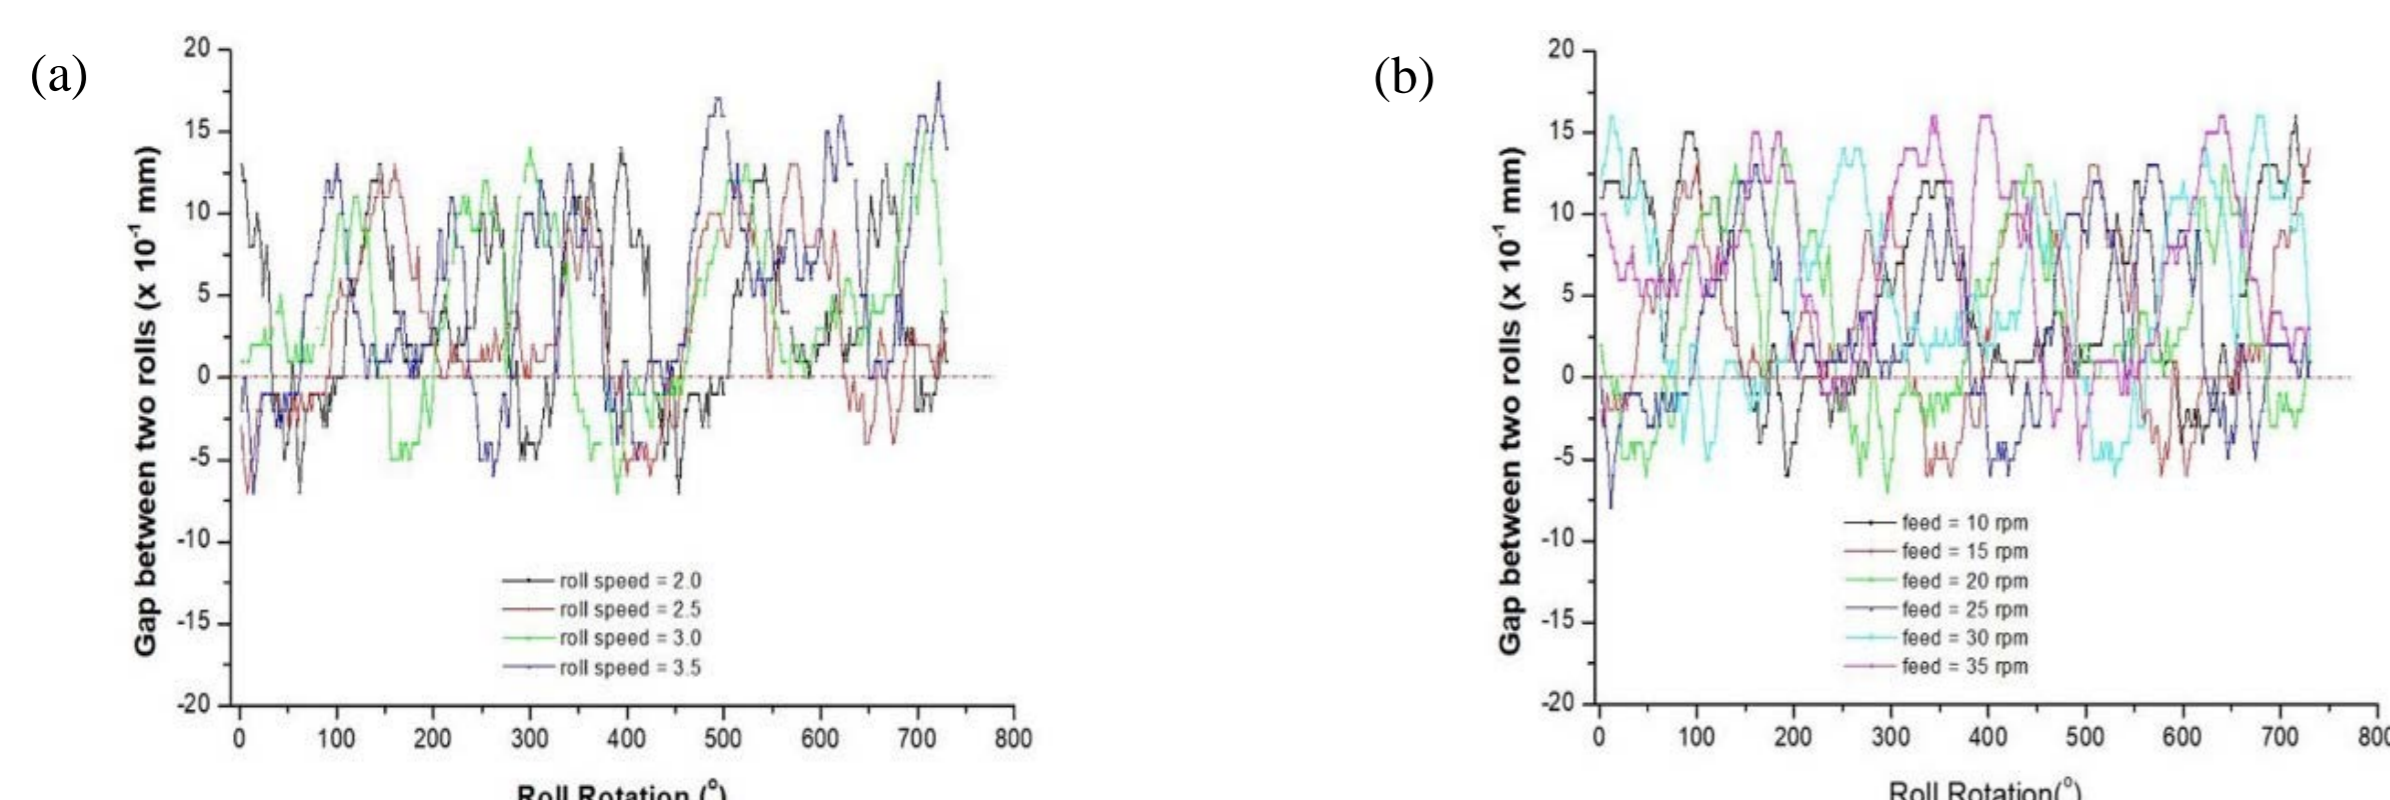 (a)
20
15
10
5
0
-5
-10
-15
-20
Gap between two rolls (x 10⁻¹ mm)
roll speed = 2.0
roll speed = 2.5
roll speed = 3.0
roll speed = 3.5
0 100 200 300 400 500 600 700 800
Roll Rotation (°)
(b)
20
15
10
5
0
-5
-10
-15
-20
Gap between two rolls (x 10⁻¹ mm)
feed = 10 rpm
feed = 15 rpm
feed = 20 rpm
feed = 25 rpm
feed = 30 rpm
feed = 35 rpm
0 100 200 300 400 500 600 700 800
Roll Rotation(°)